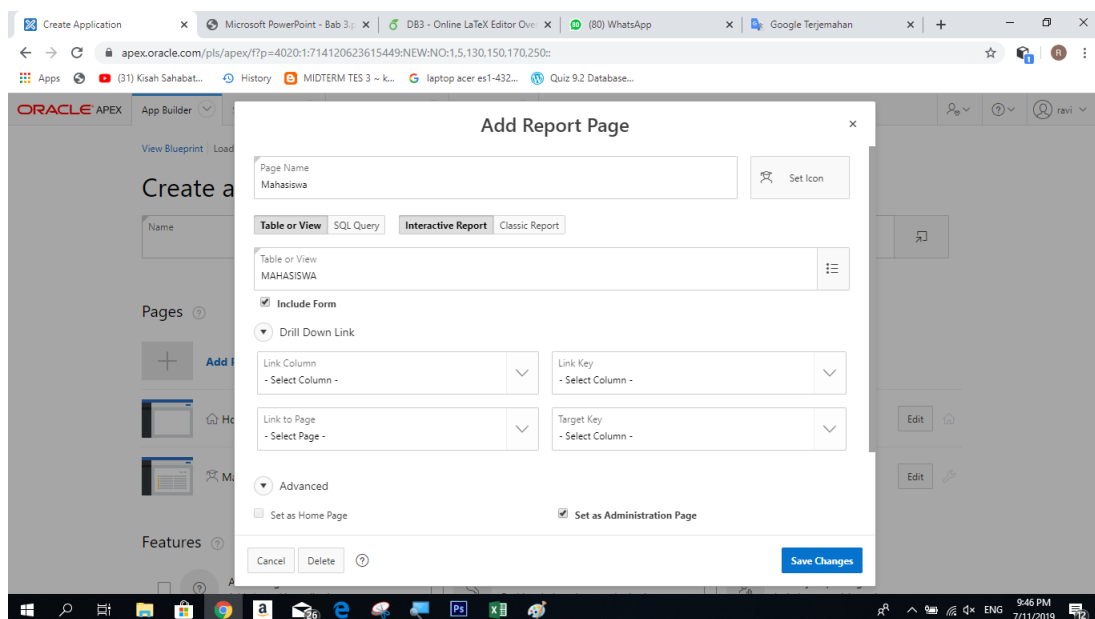 Create Application
Microsoft PowerPoint - Bab 3.p
DB3 - Online LaTeX Editor Ove
(80) WhatsApp
Google Terjemahan
apex.oracle.com/pls/apex/f?p=4020:1:714120623615449:NEW:NO:1,5,130,150,170,250::
Apps
(31) Kisah Sahabat...
History
MIDTERM TES 3 ~ k...
laptop acer es1-432...
Quiz 9.2 Database...
ORACLE APEX
App Builder
ravi
View Blueprint
Load
Create a
Name
Pages
Add R
Ho
Edit
Ma
Edit
Features
Add Report Page
Page Name
Mahasiswa
Set Icon
Table or View
SQL Query
Interactive Report
Classic Report
Table or View
MAHASISWA
Include Form
Drill Down Link
Link Column
- Select Column -
Link Key
- Select Column -
Link to Page
- Select Page -
Target Key
- Select Column -
Advanced
Set as Home Page
Set as Administration Page
Cancel
Delete
Save Changes
26
ENG
9:46 PM
7/11/2019
12